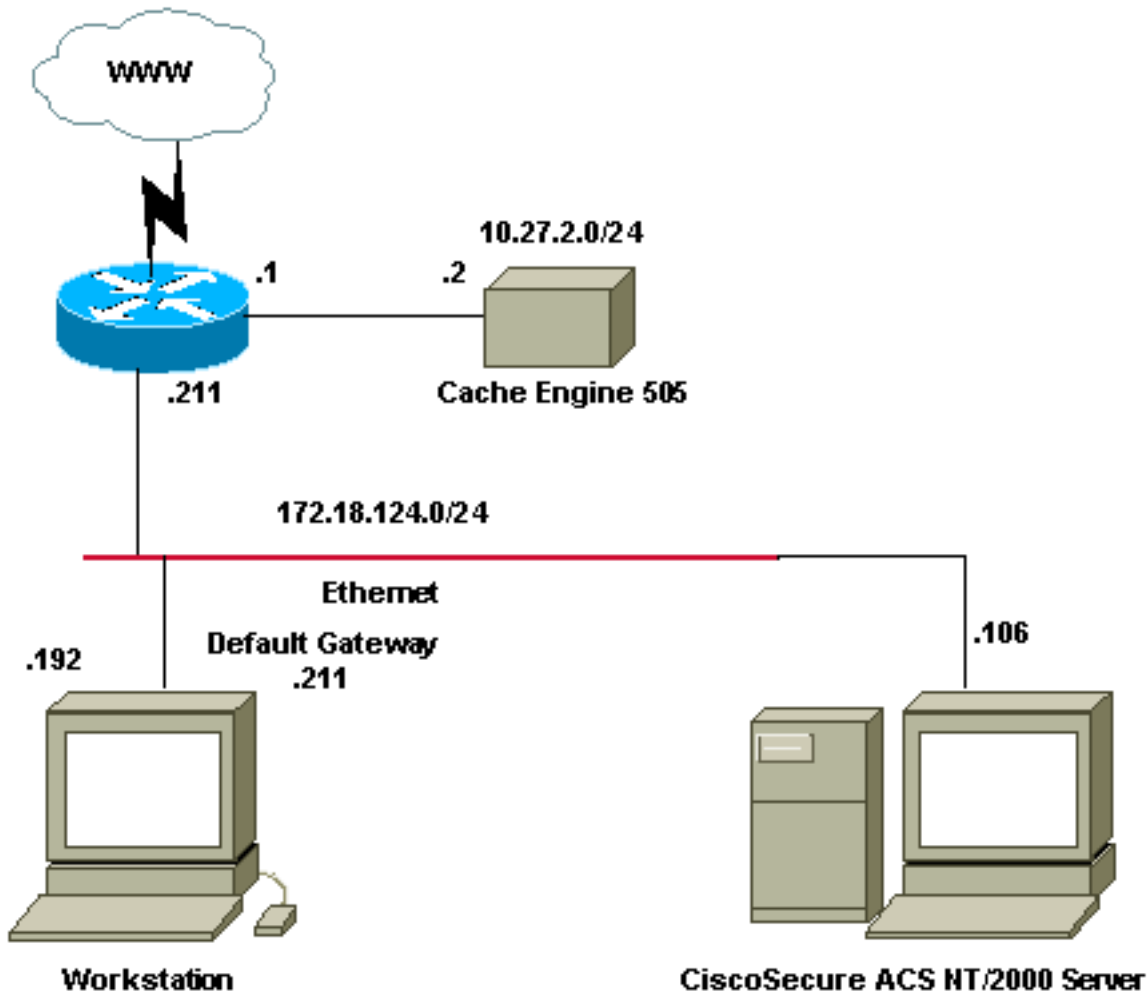 WWW
10.27.2.0/24
.1
.2
.211
Cache Engine 505
172.18.124.0/24
Ethernet
Default Gateway
.211
.192
.106
Workstation
CiscoSecure ACS NT/2000 Server